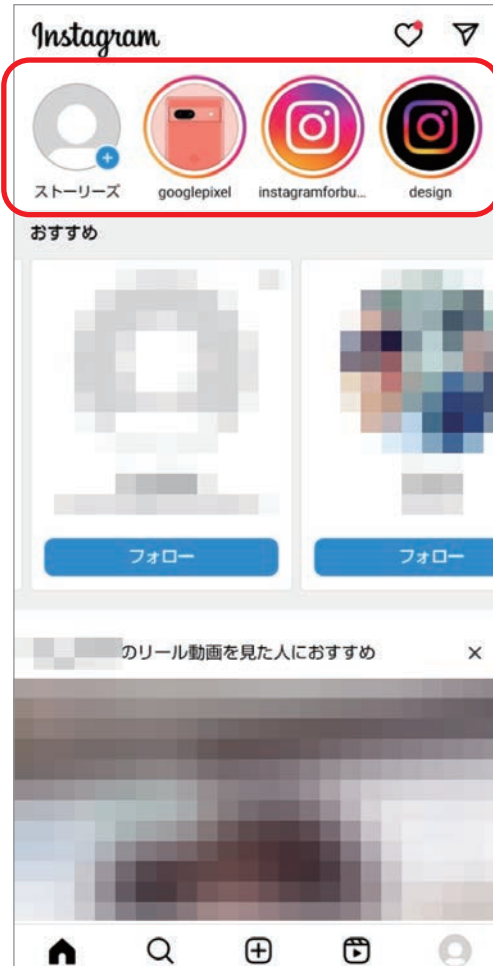 Instagram
ストーリーズ
googlepixel
instagramforbu...
design
おすすめ
フォロー
フォロー
のリール動画を見た人におすすめ